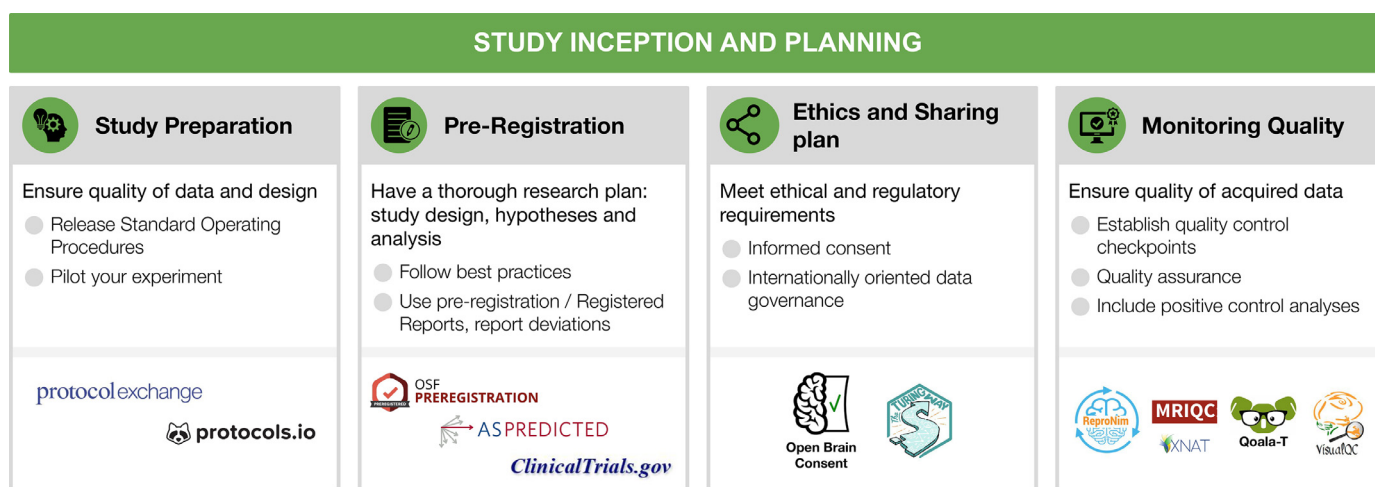 STUDY INCEPTION AND PLANNING
Study Preparation
Ensure quality of data and design
Release Standard Operating
Procedures
Pilot your experiment
protocol exchange
protocols.io
Pre-Registration
Have a thorough research plan:
study design, hypotheses and
analysis
Follow best practices
Use pre-registration / Registered
Reports, report deviations
PREREGISTERED
OSF
PREREGISTRATION
ASPREDICTED
ClinicalTrials.gov
Ethics and Sharing
plan
Meet ethical and regulatory
requirements
Informed consent
Internationally oriented data
governance
Open Brain
Consent
THE TURING WAY
Monitoring Quality
Ensure quality of acquired data
Establish quality control
checkpoints
Quality assurance
Include positive control analyses
ReproNim
MRIQC
XNAT
Qoala-T
VisualQC